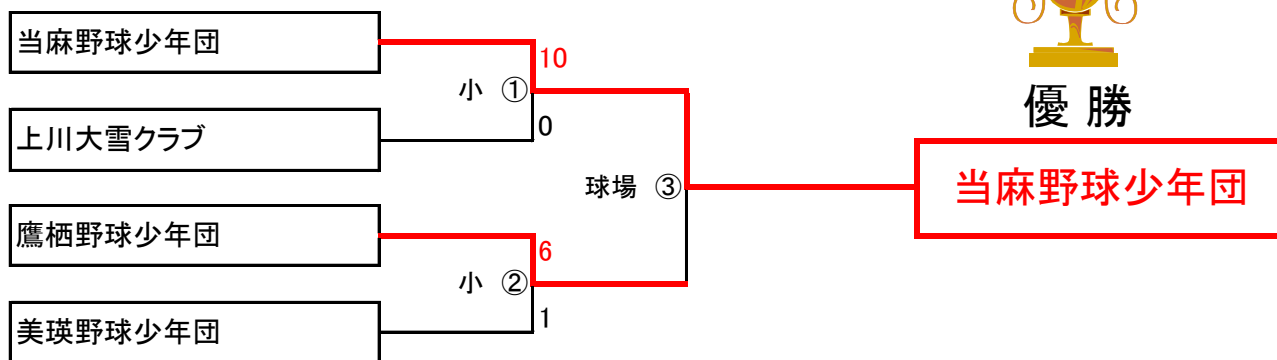 当麻野球少年団
10
小 ①
上川大雪クラブ
0
球場 ③
鷹栖野球少年団
6
小 ②
美瑛野球少年団
1
優 勝
当麻野球少年団